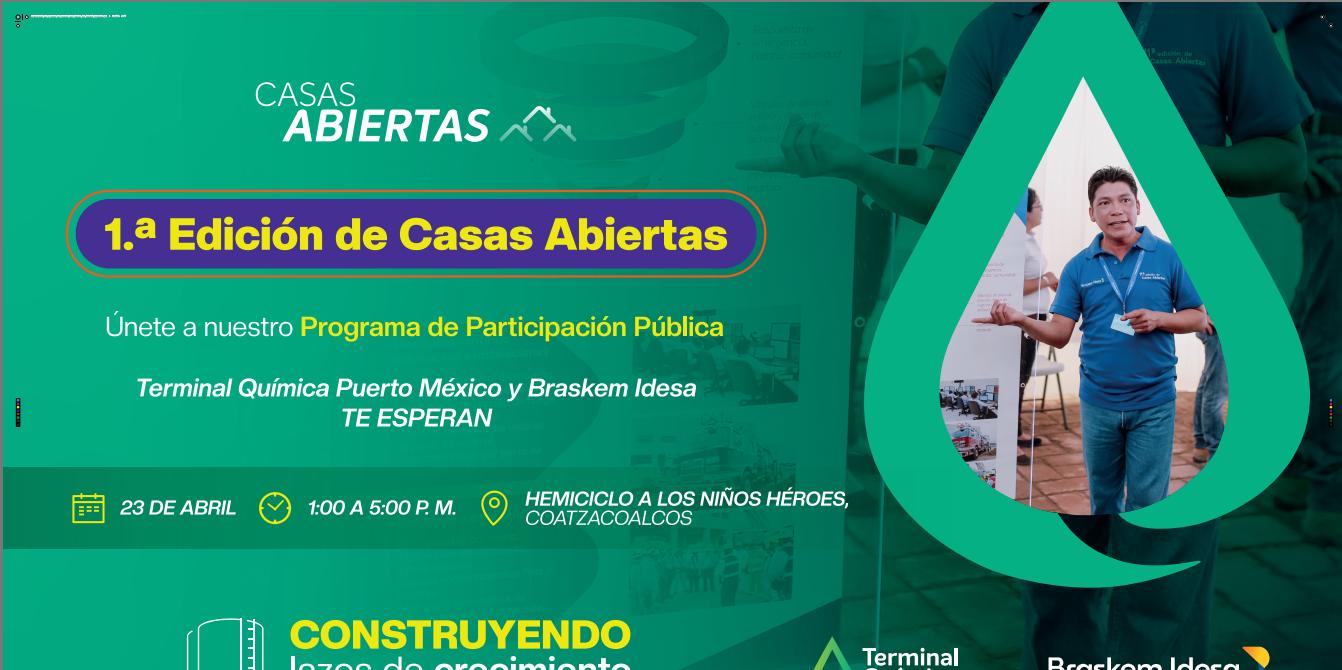 CASAS
ABIERTAS
1.ª Edición de Casas Abiertas
Únete a nuestro Programa de Participación Pública
Terminal Química Puerto México y Braskem Idesa
TE ESPERAN
23 DE ABRIL
1:00 A 5:00 P. M.
HEMICICLO A LOS NIÑOS HÉROES,
COATZACOALCOS
CONSTRUYENDO
lazos de crecimiento
Terminal
Braskem Idesa